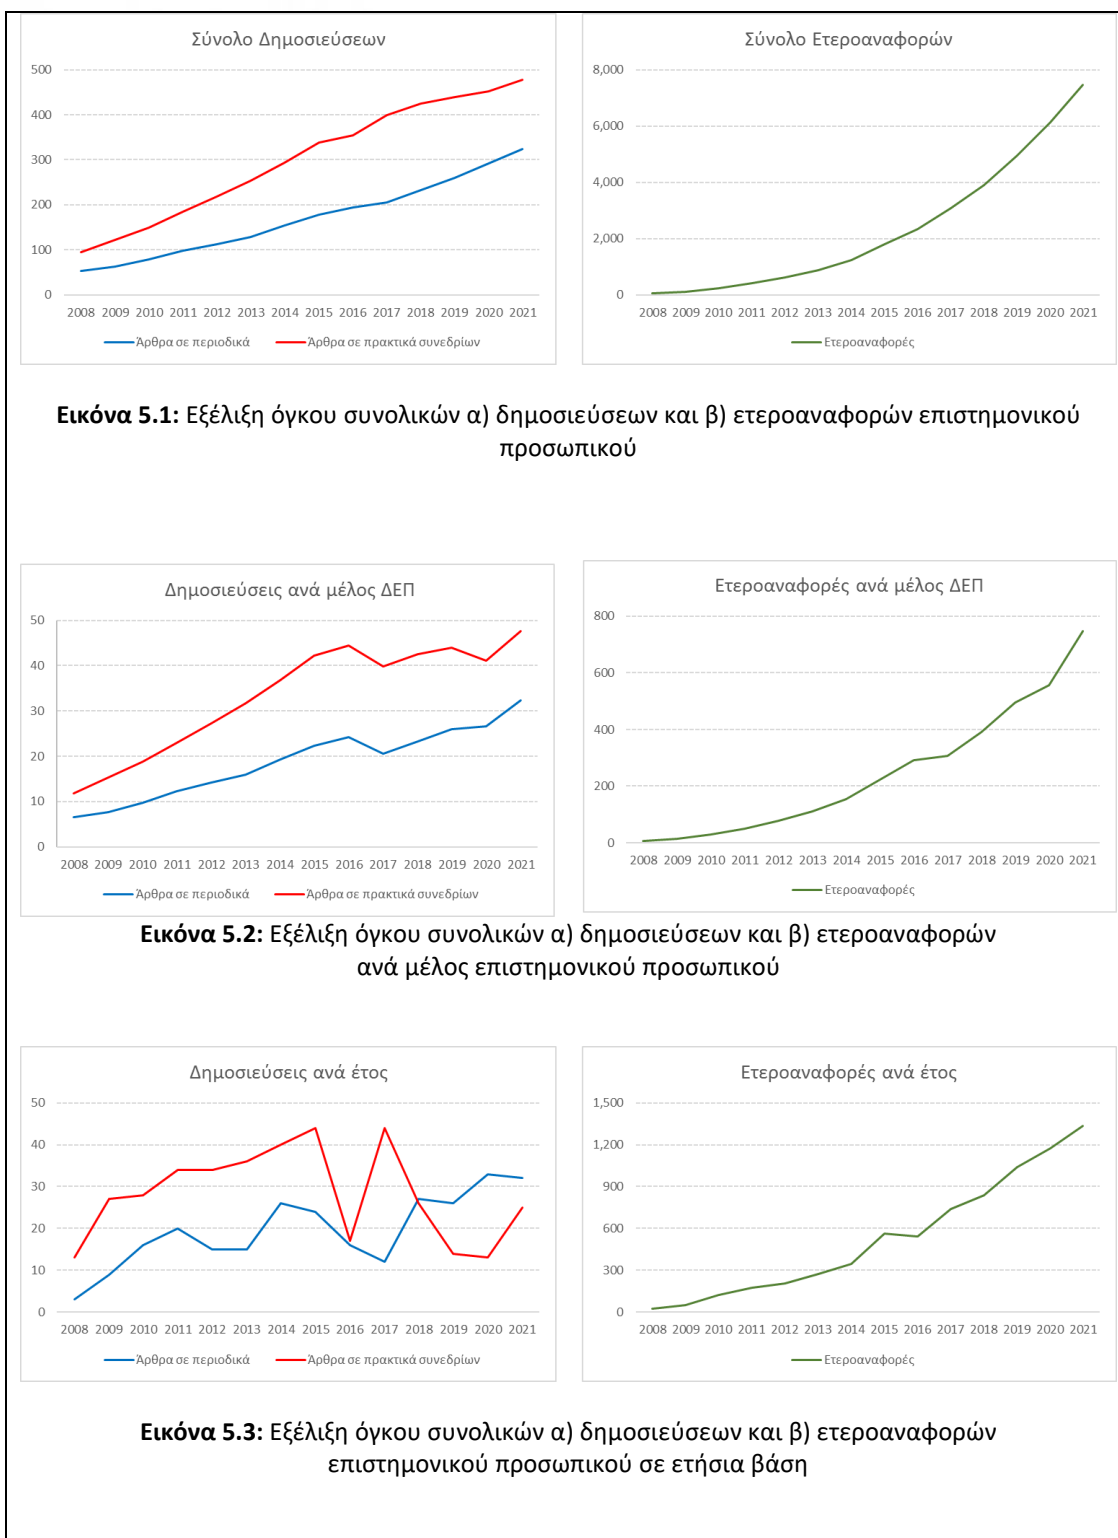 Σύνολο Δημοσιεύσεων
500
400
300
200
100
0
2008 2009 2010 2011 2012 2013 2014 2015 2016 2017 2018 2019 2020 2021
Άρθρα σε περιοδικά Άρθρα σε πρακτικά συνεδρίων
Σύνολο Ετεροαναφορών
8,000
6,000
4,000
2,000
0
2008 2009 2010 2011 2012 2013 2014 2015 2016 2017 2018 2019 2020 2021
Ετεροαναφορές
Εικόνα 5.1: Εξέλιξη όγκου συνολικών α) δημοσιεύσεων και β) ετεροαναφορών επιστημονικού
προσωπικού
Δημοσιεύσεις ανά μέλος ΔΕΠ
50
40
30
20
10
0
2008 2009 2010 2011 2012 2013 2014 2015 2016 2017 2018 2019 2020 2021
Άρθρα σε περιοδικά Άρθρα σε πρακτικά συνεδρίων
Ετεροαναφορές ανά μέλος ΔΕΠ
800
600
400
200
0
2008 2009 2010 2011 2012 2013 2014 2015 2016 2017 2018 2019 2020 2021
Ετεροαναφορές
Εικόνα 5.2: Εξέλιξη όγκου συνολικών α) δημοσιεύσεων και β) ετεροαναφορών
ανά μέλος επιστημονικού προσωπικού
Δημοσιεύσεις ανά έτος
50
40
30
20
10
0
2008 2009 2010 2011 2012 2013 2014 2015 2016 2017 2018 2019 2020 2021
Άρθρα σε περιοδικά Άρθρα σε πρακτικά συνεδρίων
Ετεροαναφορές ανά έτος
1,500
1,200
900
600
300
0
2008 2009 2010 2011 2012 2013 2014 2015 2016 2017 2018 2019 2020 2021
Ετεροαναφορές
Εικόνα 5.3: Εξέλιξη όγκου συνολικών α) δημοσιεύσεων και β) ετεροαναφορών
επιστημονικού προσωπικού σε ετήσια βάση